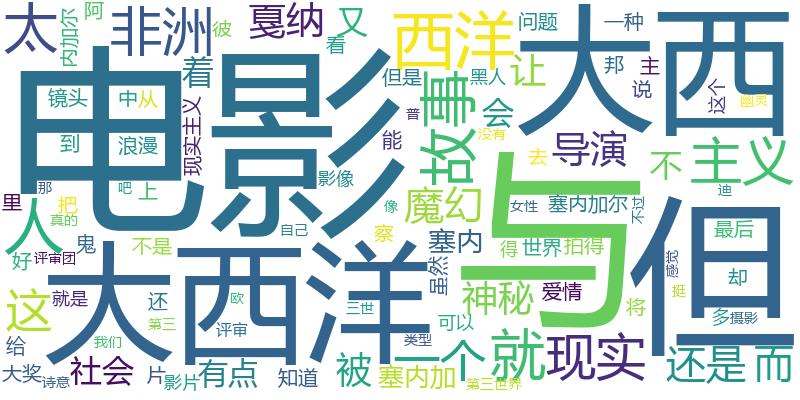 太
非洲
戛纳
又
西洋
大西
问题
一种
内加尔
阿
彼
看
着
但是
黑人
让
邦
主
说
这个
幽灵
电影
故事
会
镜头
中
从
现实主义
普
到
浪漫
能
没有
去
导演
不
主义
影像
里
那
吧
上
真的
把
人
魔幻
像
女性
塞内加尔
不过
迪
与
但
自己
鬼
不是
察
塞内
得
世界
拍得
最后
好
评审团
大西洋
虽然
感觉
却
这
就是
还
欧
三世
神秘
爱情
将
挺
多
摄影
给
我们
第三
评审
类型
可以
一个
就
现实
还是
而
大奖
诗意
社会
片
影片
有点
知道
被
塞内加
第三世界